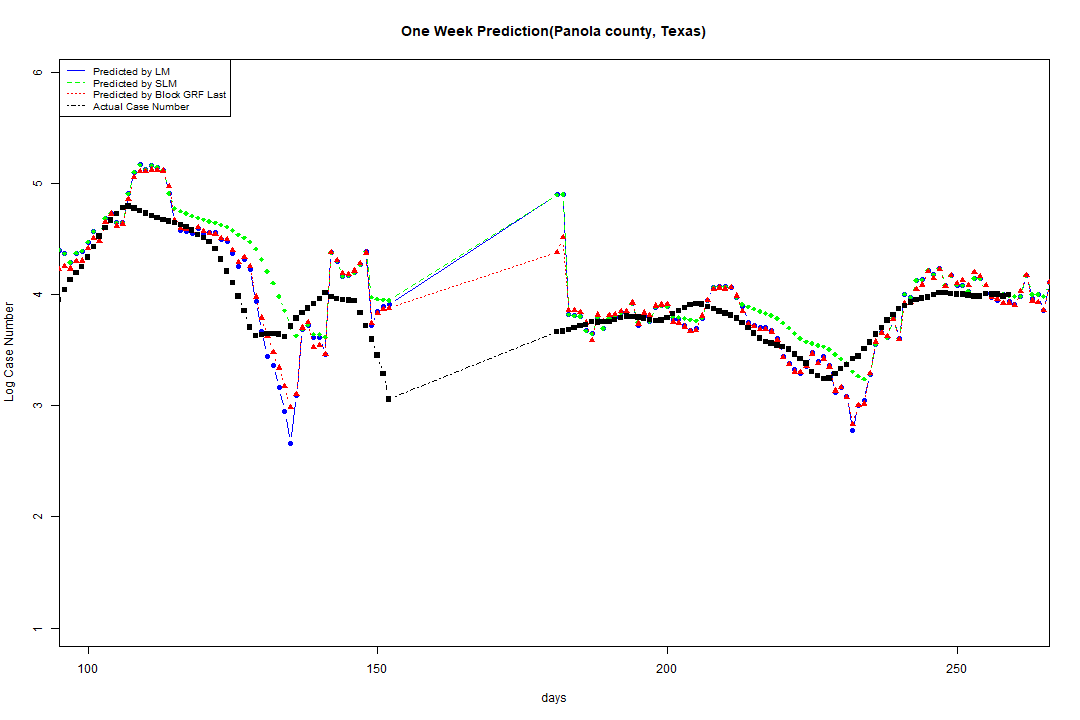 One Week Prediction(Panola county, Texas)
Predicted by LM
Predicted by SLM
Predicted by Block GRF Last
Actual Case Number
6
5
4
3
2
1
Log Case Number
100 150 200 250
days